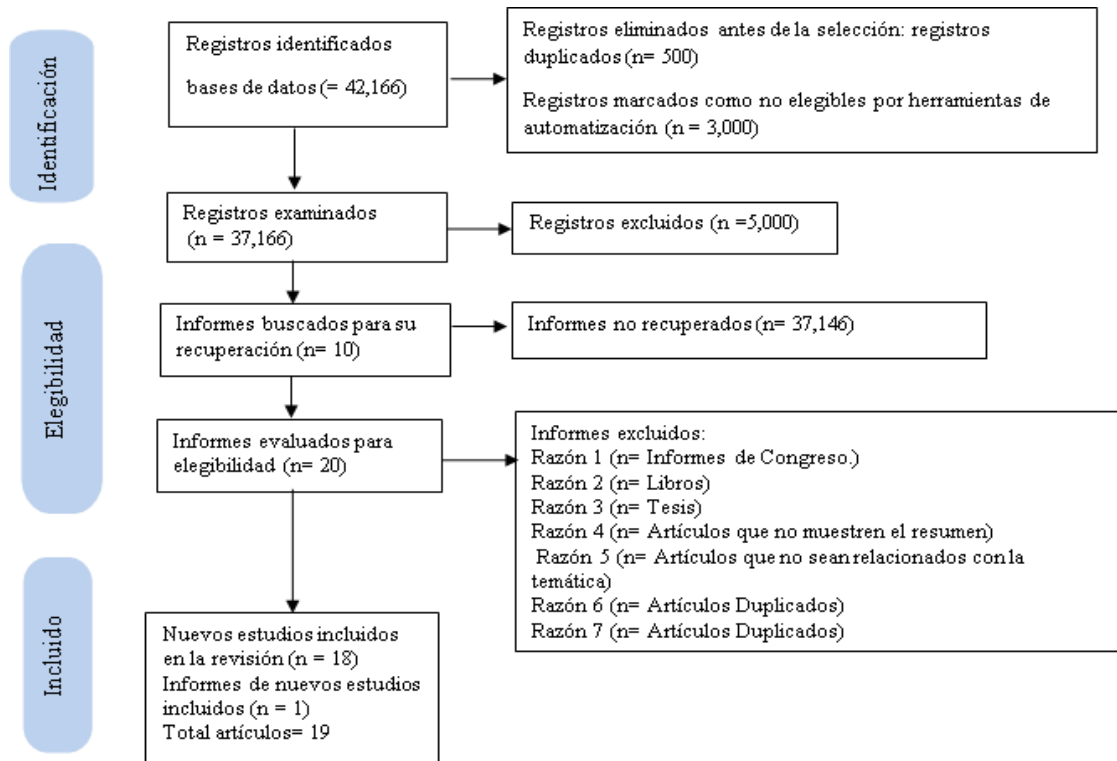 Identificación
Registros identificados
bases de datos (= 42,166)
Registros eliminados antes de la selección: registros
duplicados (n= 500)
Registros marcados como no elegibles por herramientas de
automatización (n = 3,000)
Registros examinados
(n = 37,166)
Registros excluidos (n =5,000)
Elegibilidad
Informes buscados para su
recuperación (n= 10)
Informes no recuperados (n= 37,146)
Informes evaluados para
elegibilidad (n= 20)
Informes excluidos:
Razón 1 (n= Informes de Congreso.)
Razón 2 (n= Libros)
Razón 3 (n= Tesis)
Razón 4 (n= Artículos que no muestren el resumen)
Razón 5 (n= Artículos que no sean relacionados con la
temática)
Razón 6 (n= Artículos Duplicados)
Razón 7 (n= Artículos Duplicados)
Incluido
Nuevos estudios incluidos
en la revisión (n = 18)
Informes de nuevos estudios
incluidos (n = 1)
Total artículos= 19